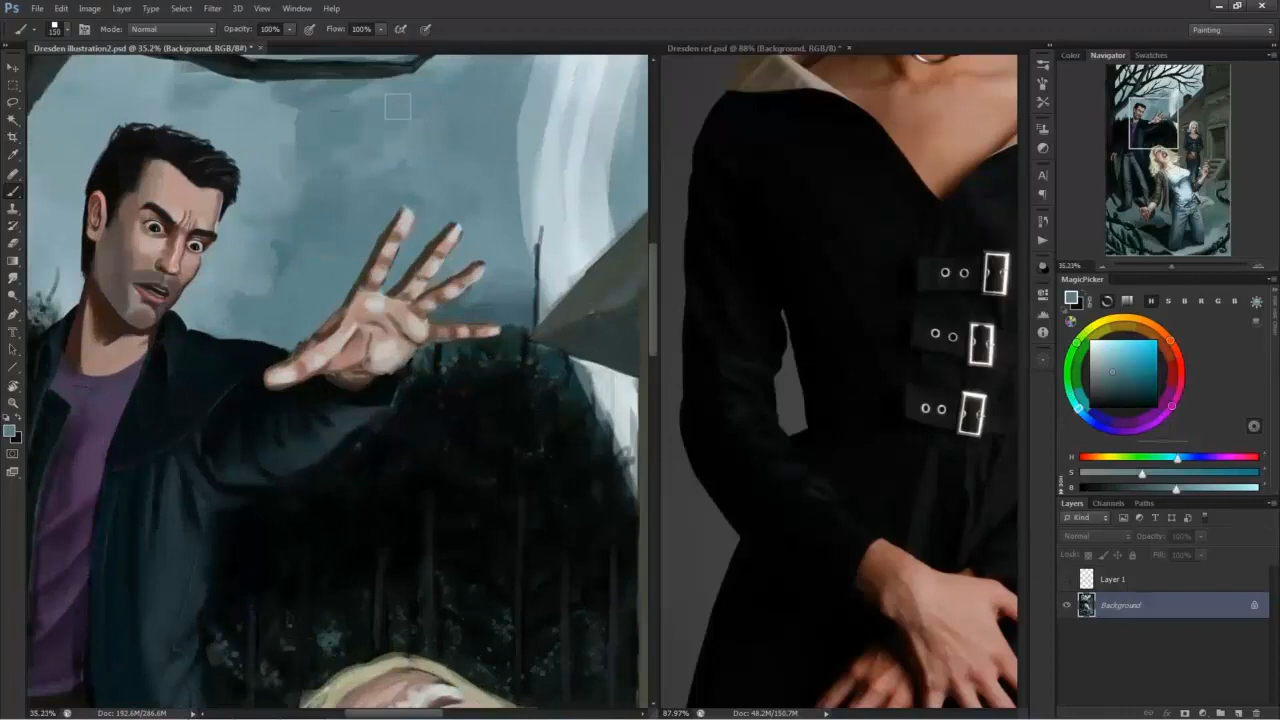 Ps File Edit Image Layer Type Select Filter 3D View Window Help
150 Mode: Normal Opacity: 100% Flow: 100% Painting
Dresden illustration2.psd @ 35.2% (Background, RGB/8#) * ×
Dresden ref.psd @ 88% (Background, RGB/8) * ×
Color Navigator Swatches
35.23%
MagicPicker
H S B R G B
H
S
B
Layers Channels Paths
Kind
Normal Opacity: 100%
Lock: Fill: 100%
Layer 1
Background
35.23% Doc: 192.6M/286.6M
87.97% Doc: 48.2M/150.7M